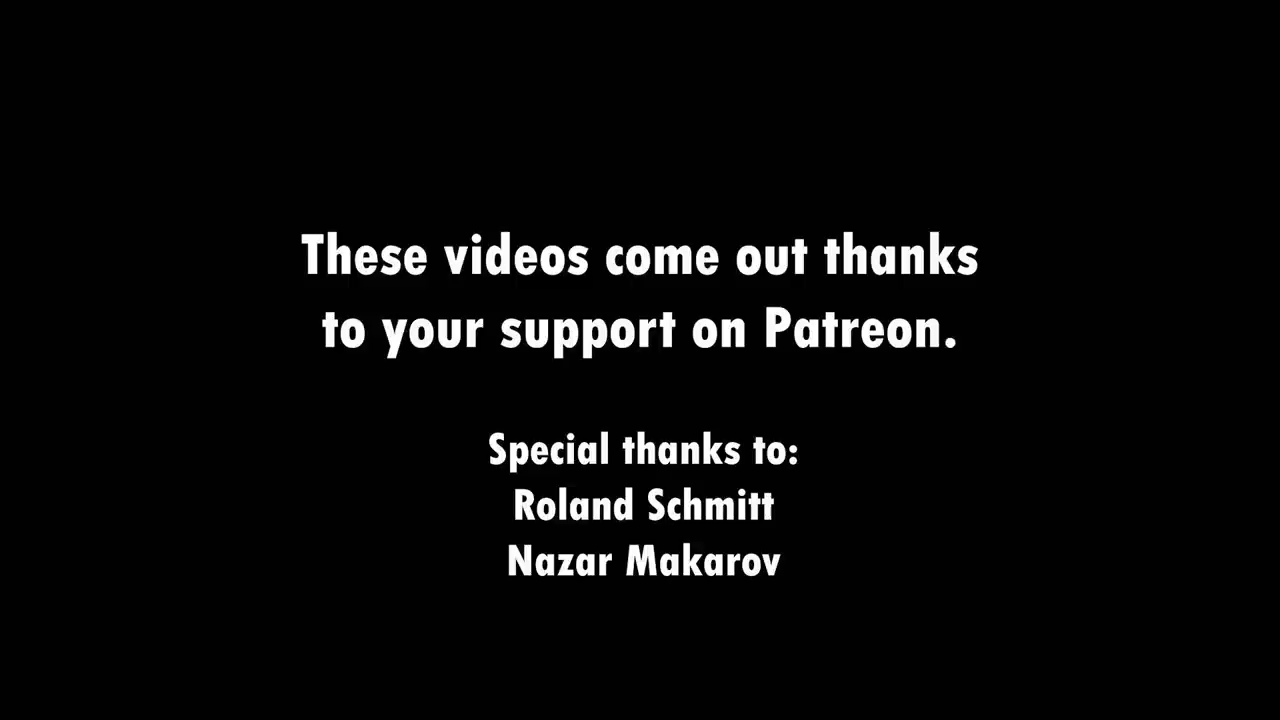 These videos come out thanks
to your support on Patreon.
Special thanks to:
Roland Schmitt
Nazar Makarov